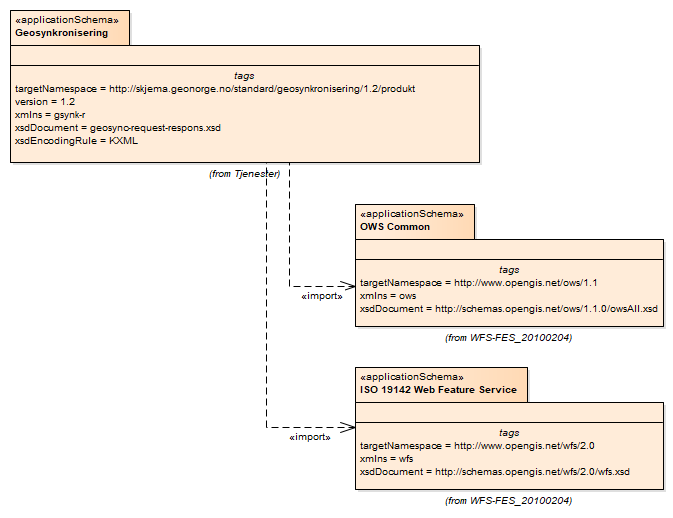 «applicationSchema»
Geosynkronisering
tags
targetNamespace = http://skjema.geonorge.no/standard/geosynkronisering/1.2/produkt
version = 1.2
xmlns = gsynk-r
xsdDocument = geosync-request-respons.xsd
xsdEncodingRule = KXML
(from Tjenester)
«applicationSchema»
OWS Common
tags
targetNamespace = http://www.opengis.net/ows/1.1
xmlns = ows
xsdDocument = http://schemas.opengis.net/ows/1.1.0/owsAll.xsd
«import»
(from WFS-FES_20100204)
«applicationSchema»
ISO 19142 Web Feature Service
tags
targetNamespace = http://www.opengis.net/wfs/2.0
«import»
xmlns = wfs
xsdDocument = http://schemas.opengis.net/wfs/2.0/wfs.xsd
(from WFS-FES_20100204)